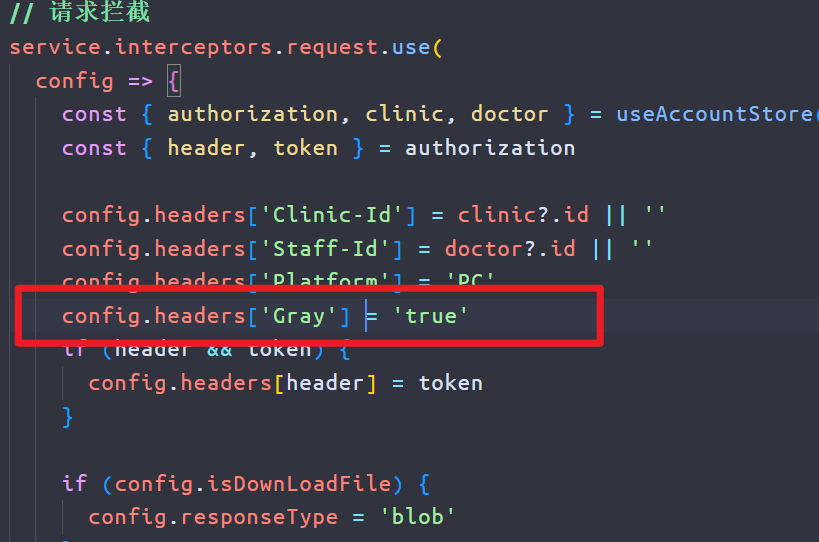 // 请求拦截
service.interceptors.request.use(
config => {
const { authorization, clinic, doctor } = useAccountStore(
const { header, token } = authorization
config.headers['Clinic-Id'] = clinic?.id || ''
config.headers['Staff-Id'] = doctor?.id || ''
config.headers['Platform'] = 'PC'
config.headers['Gray'] = 'true'
if (header && token) {
config.headers[header] = token
}
if (config.isDownLoadFile) {
config.responseType = 'blob'